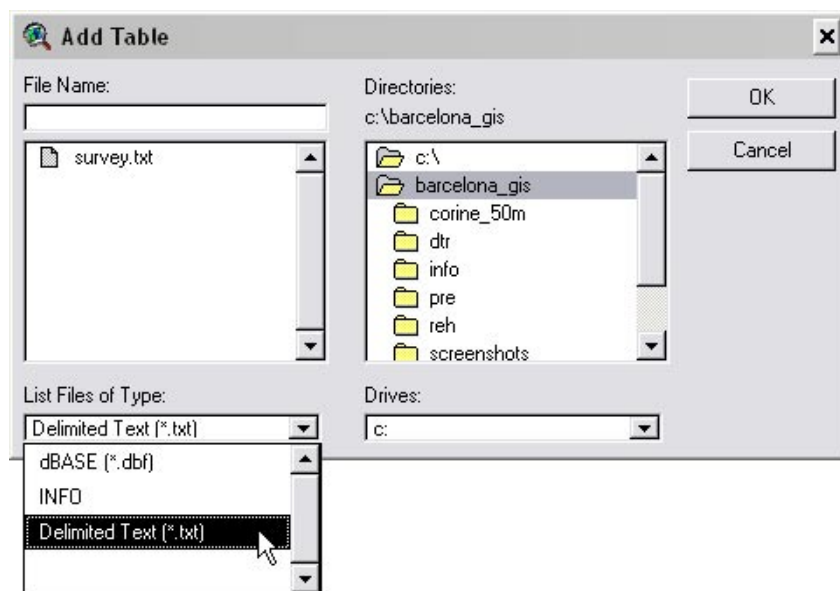 Add Table
File Name:
survey.txt
List Files of Type:
Delimited Text (*.txt)
dBASE (*.dbf)
INFO
Delimited Text (*.txt)
Directories:
c:\barcelona_gis
c:\
barcelona_gis
corine_50m
dtr
info
pre
reh
screenshots
Drives:
c:
OK
Cancel